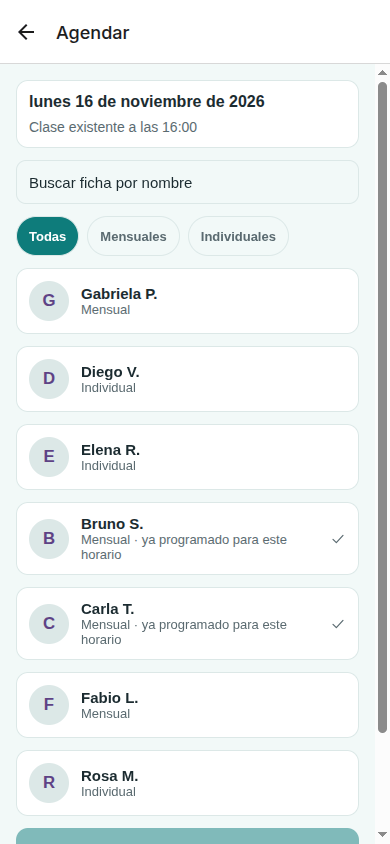 Agendar
lunes 16 de noviembre de 2026
Clase existente a las 16:00
Buscar ficha por nombre
Todas
Mensuales
Individuales
G
Gabriela P.
Mensual
D
Diego V.
Individual
E
Elena R.
Individual
B
Bruno S.
Mensual · ya programado para este
horario
C
Carla T.
Mensual · ya programado para este
horario
F
Fabio L.
Mensual
R
Rosa M.
Individual